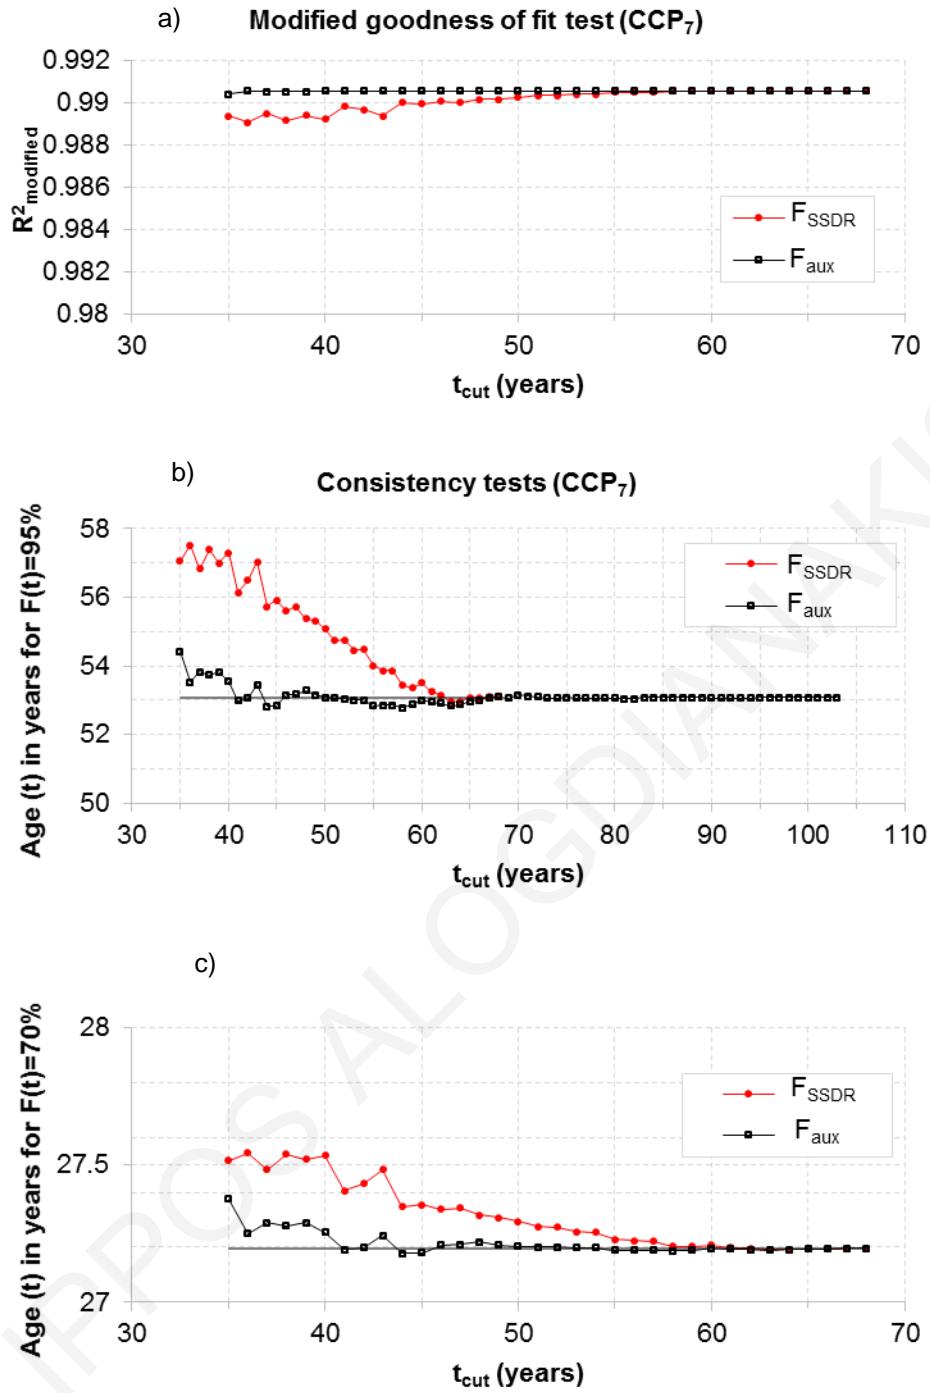 a) Modified goodness of fit test (CCP7)
0.992
0.99
0.988
0.986
0.984
0.982
0.98
R2modified
FSSDR
Faux
30 40 50 60 70
tcut (years)
b) Consistency tests (CCP7)
58
56
54
52
50
Age (t) in years for F(t)=95%
FSSDR
Faux
30 40 50 60 70 80 90 100 110
tcut (years)
c)
28
27.5
27
Age (t) in years for F(t)=70%
FSSDR
Faux
30 40 50 60 70
tcut (years)
IPPOS ALOGDIANAKIS